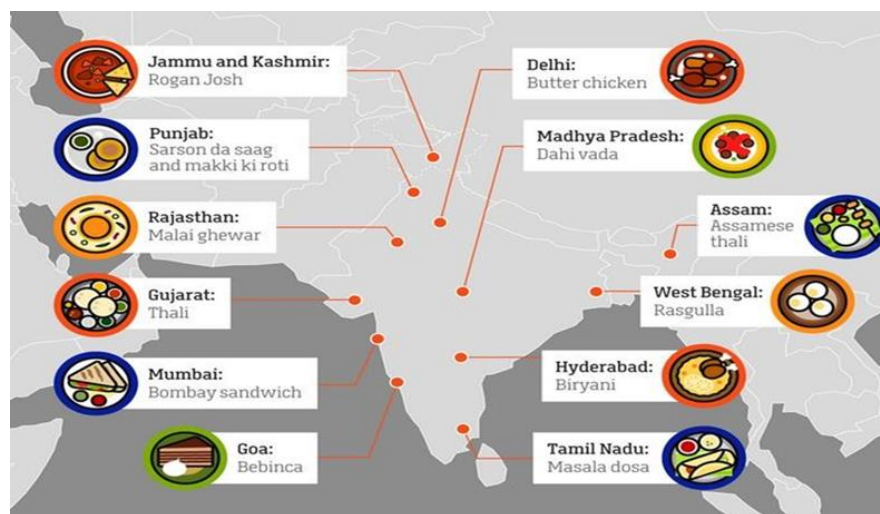 Jammu and Kashmir:
Rogan Josh
Punjab:
Sarson da saag
and makki ki roti
Rajasthan:
Malai ghewar
Gujarat:
Thali
Mumbai:
Bombay sandwich
Goa:
Bebinca
Delhi:
Butter chicken
Madhya Pradesh:
Dahi vada
Assam:
Assamese
thali
West Bengal:
Rasgulla
Hyderabad:
Biryani
Tamil Nadu:
Masala dosa